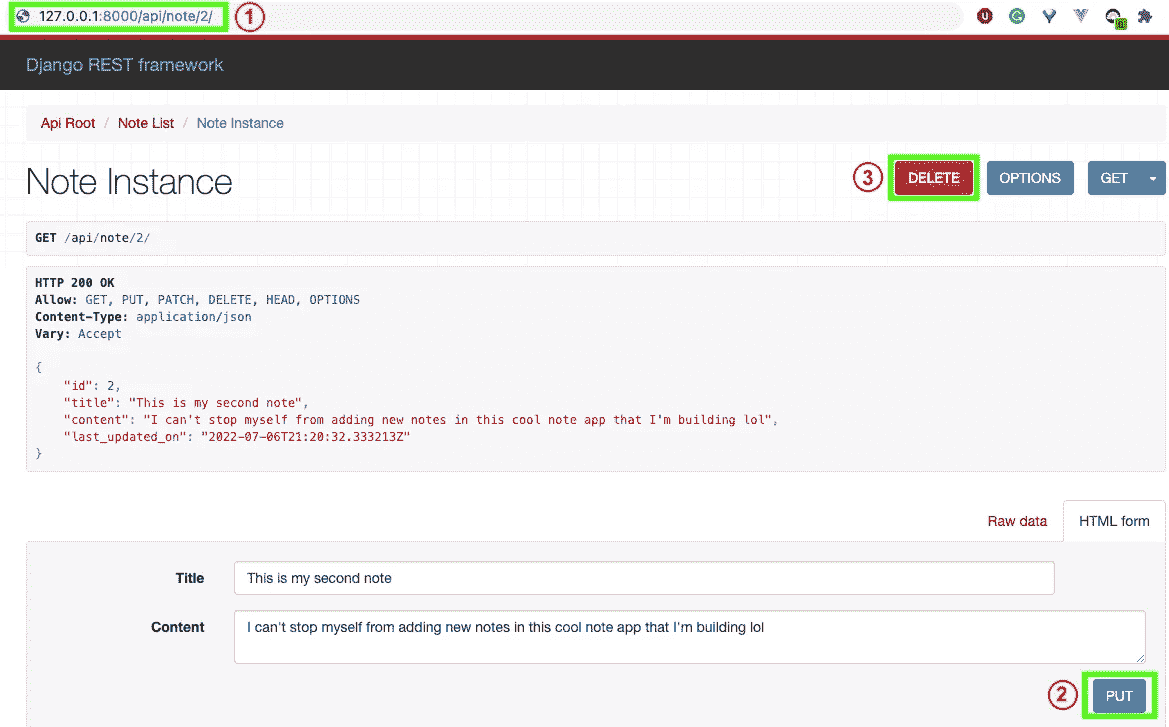 127.0.0.1:8000/api/note/2/ 1
Django REST framework
Api Root / Note List / Note Instance
Note Instance 3 DELETE OPTIONS GET
GET /api/note/2/
HTTP 200 OK
Allow: GET, PUT, PATCH, DELETE, HEAD, OPTIONS
Content-Type: application/json
Vary: Accept
{
"id": 2,
"title": "This is my second note",
"content": "I can't stop myself from adding new notes in this cool note app that I'm building lol",
"last_updated_on": "2022-07-06T21:20:32.333213Z"
}
Raw data HTML form
Title This is my second note
Content I can't stop myself from adding new notes in this cool note app that I'm building lol
2 PUT